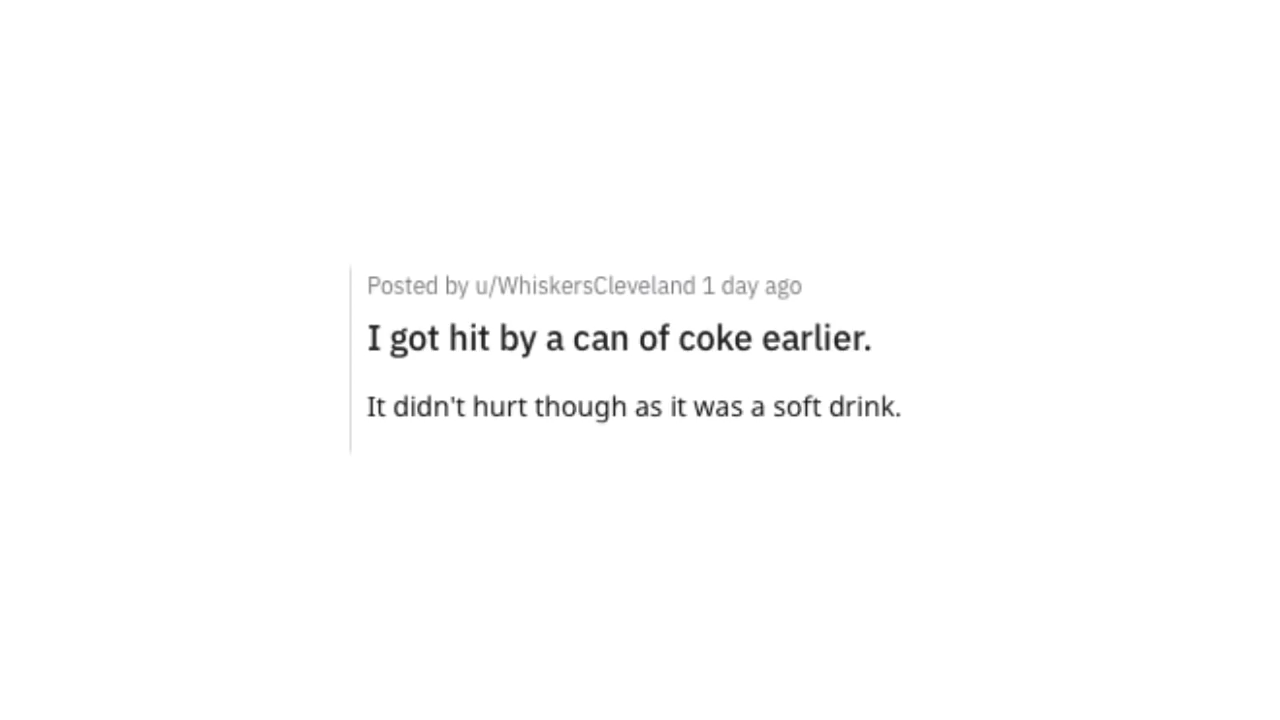 Posted by u/WhiskersCleveland 1 day ago
I got hit by a can of coke earlier.
It didn't hurt though as it was a soft drink.